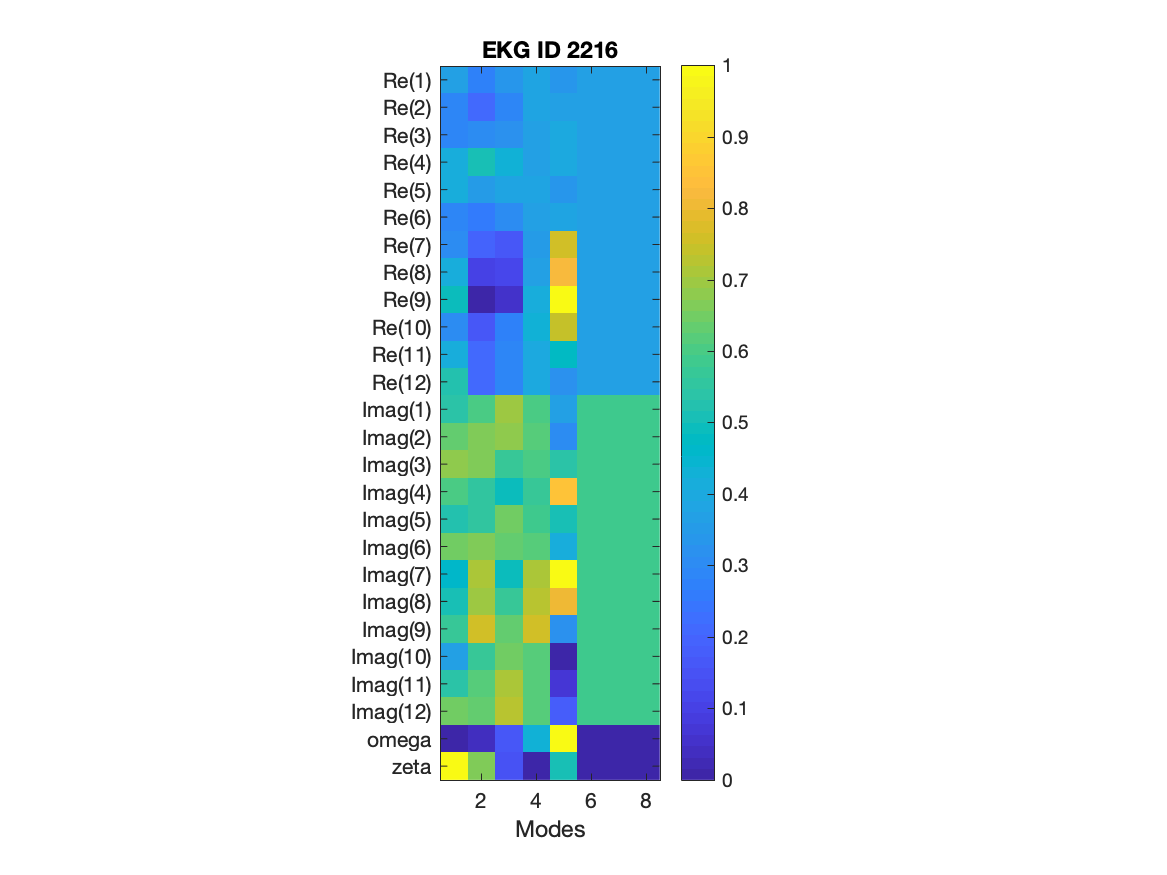 EKG ID 2216
Re(1)
Re(2)
Re(3)
Re(4)
Re(5)
Re(6)
Re(7)
Re(8)
Re(9)
Re(10)
Re(11)
Re(12)
Imag(1)
Imag(2)
Imag(3)
Imag(4)
Imag(5)
Imag(6)
Imag(7)
Imag(8)
Imag(9)
Imag(10)
Imag(11)
Imag(12)
omega
zeta
2 4 6 8
Modes
1
0.9
0.8
0.7
0.6
0.5
0.4
0.3
0.2
0.1
0